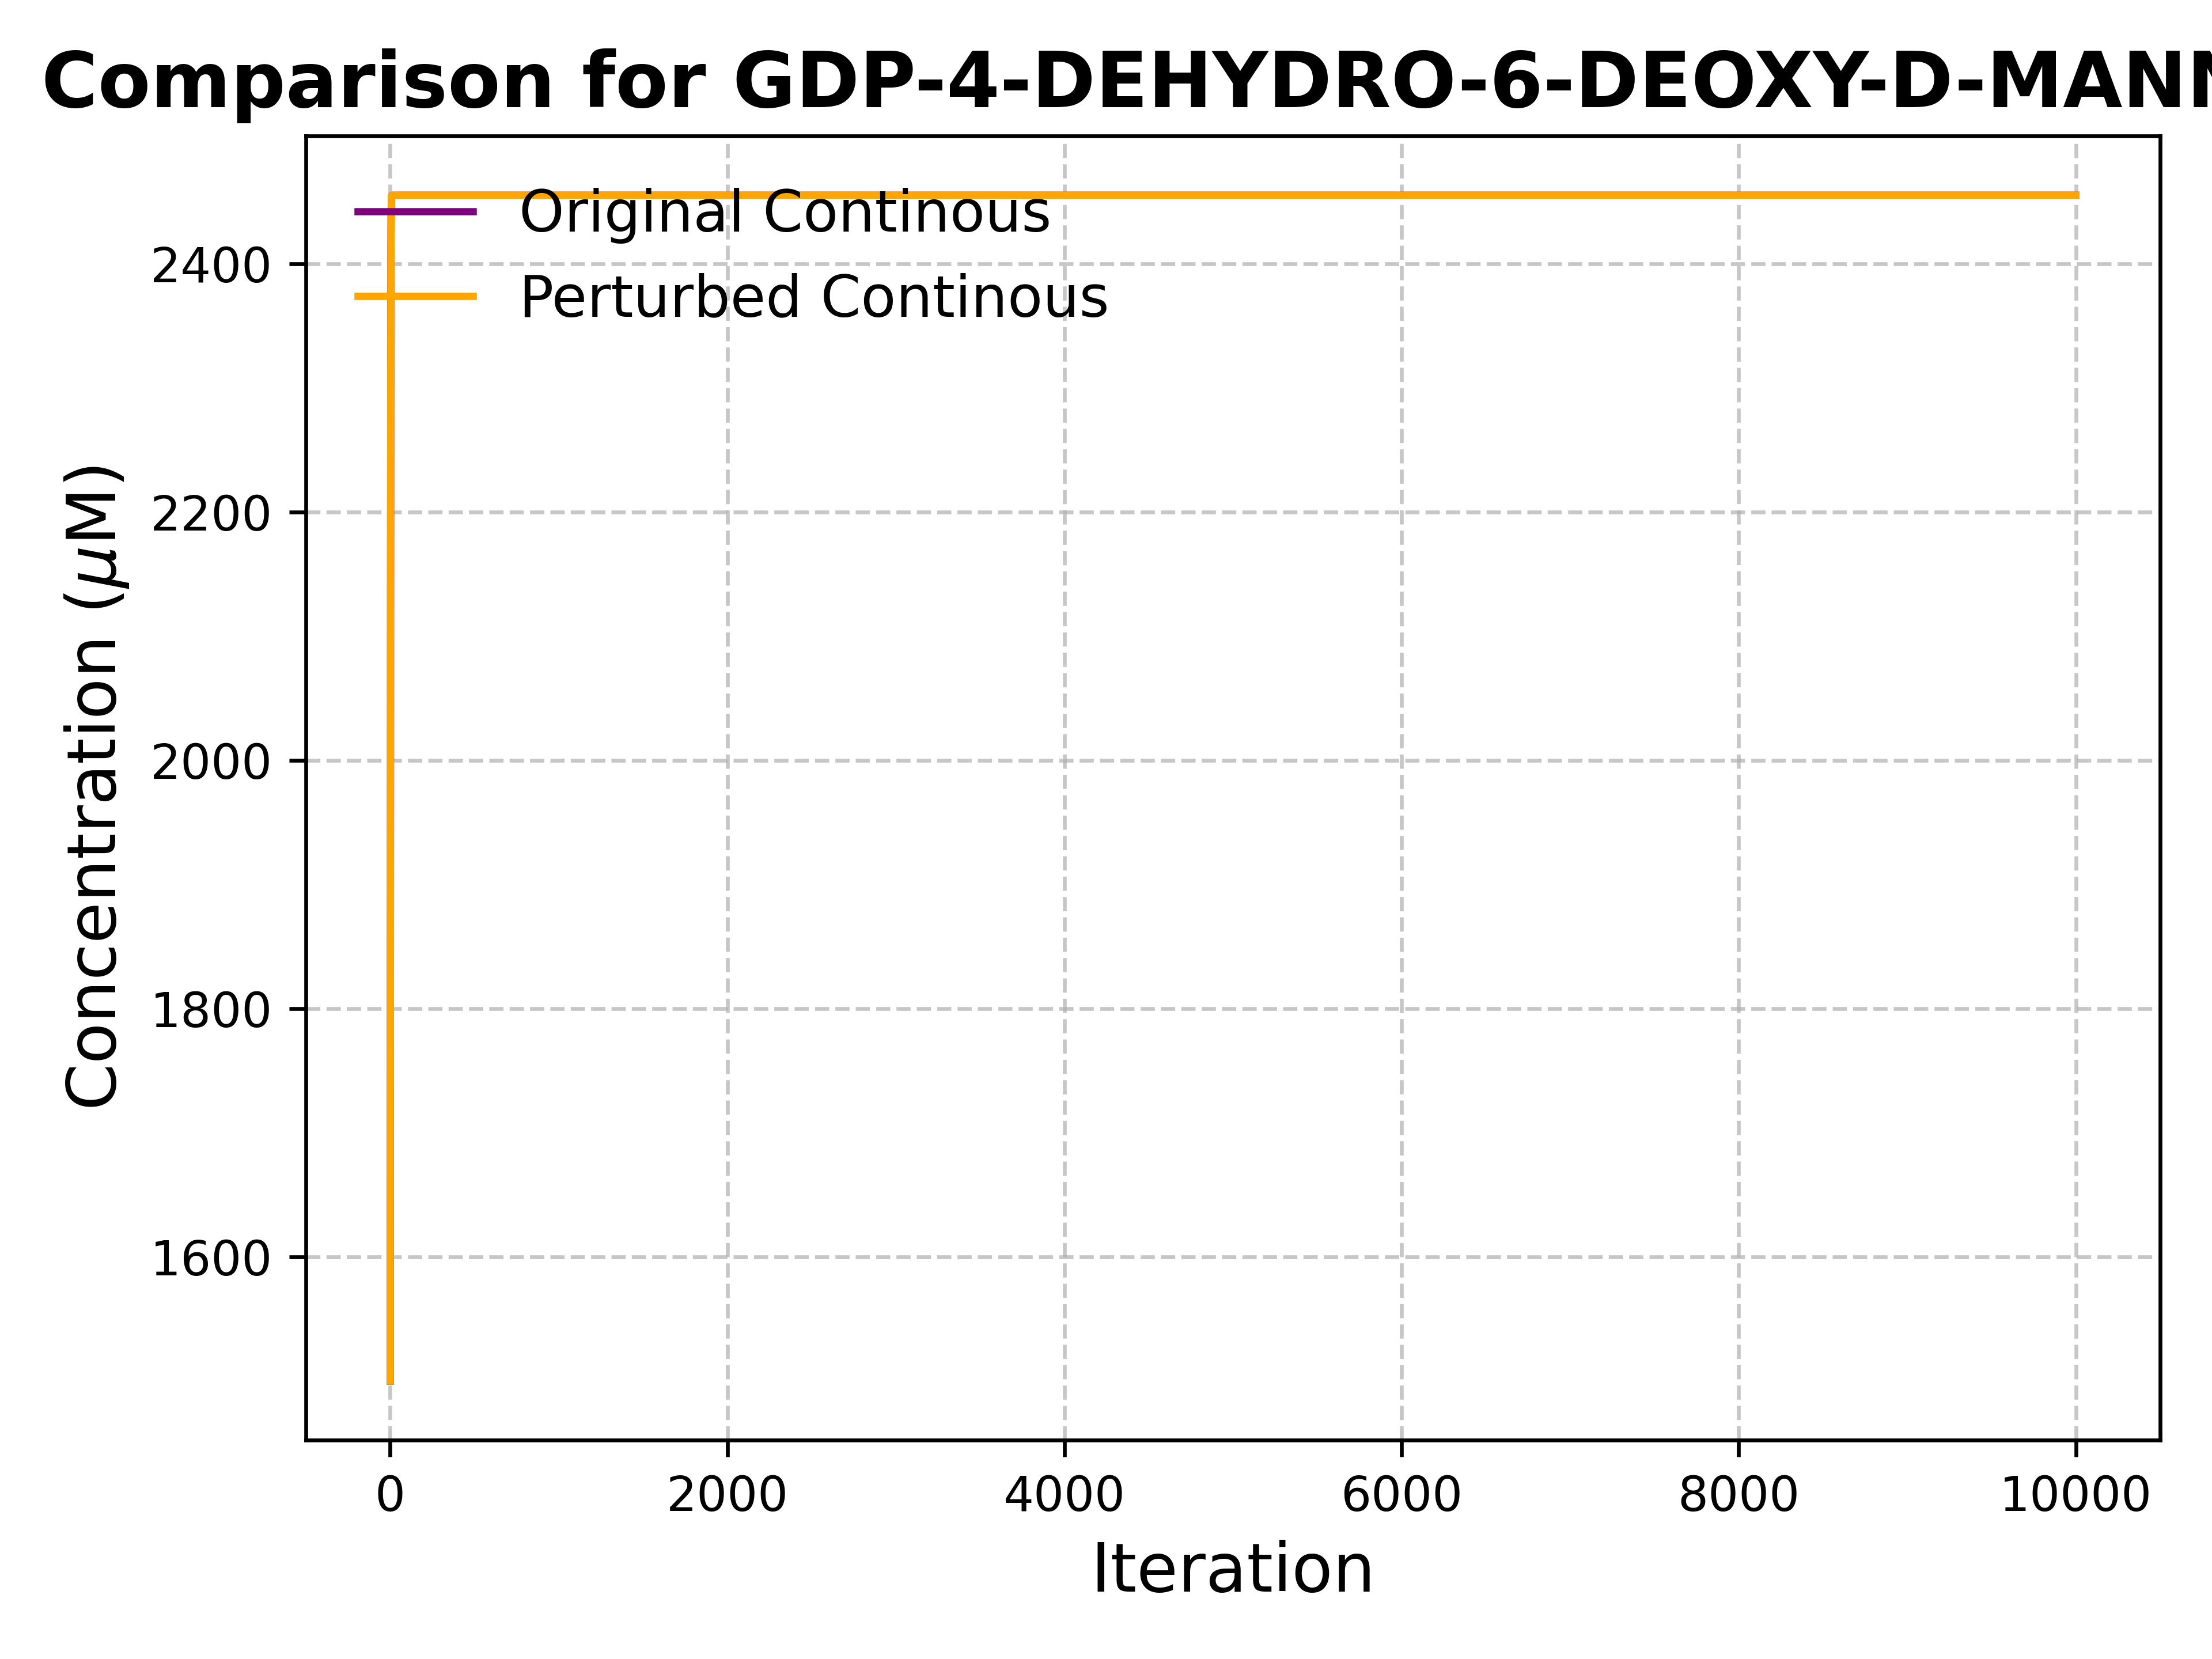 Comparison for GDP-4-DEHYDRO-6-DEOXY-D-MANN
Original Continous
Perturbed Continous
Concentration (μM)
2400
2200
2000
1800
1600
0 2000 4000 6000 8000 10000
Iteration